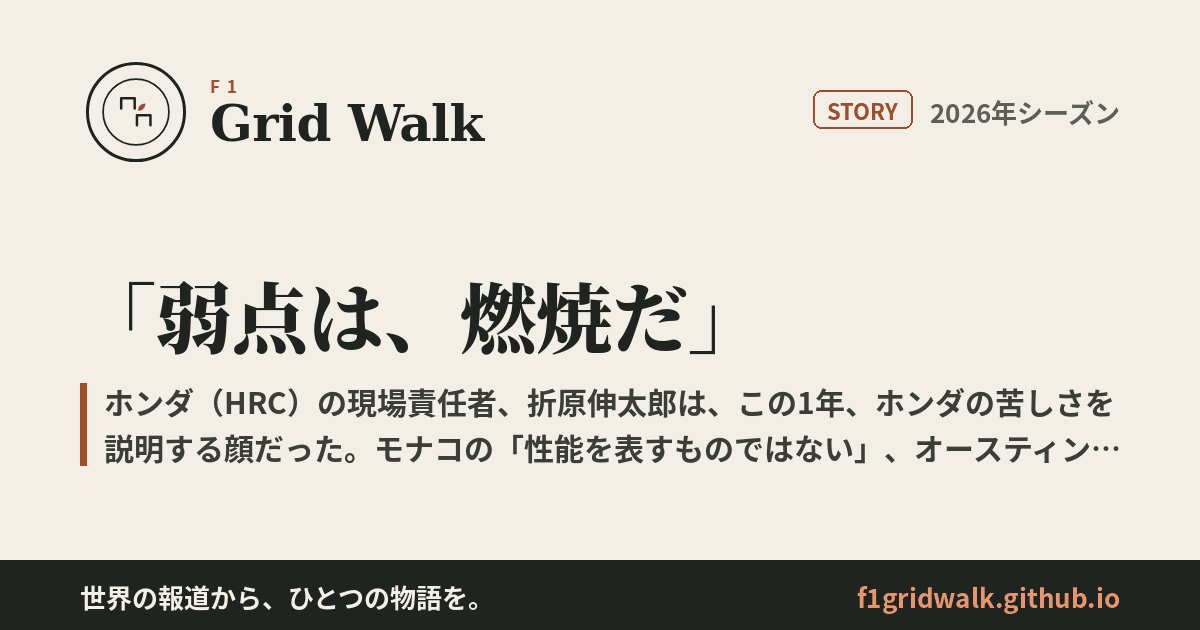 F1
Grid Walk
STORY
2026年シーズン
「弱点は、燃焼だ」
ホンダ（HRC）の現場責任者、折原伸太郎は、この1年、ホンダの苦しさを
説明する顔だった。モナコの「性能を表すものではない」、オースティン…
世界の報道から、ひとつの物語を。
f1gridwalk.github.io